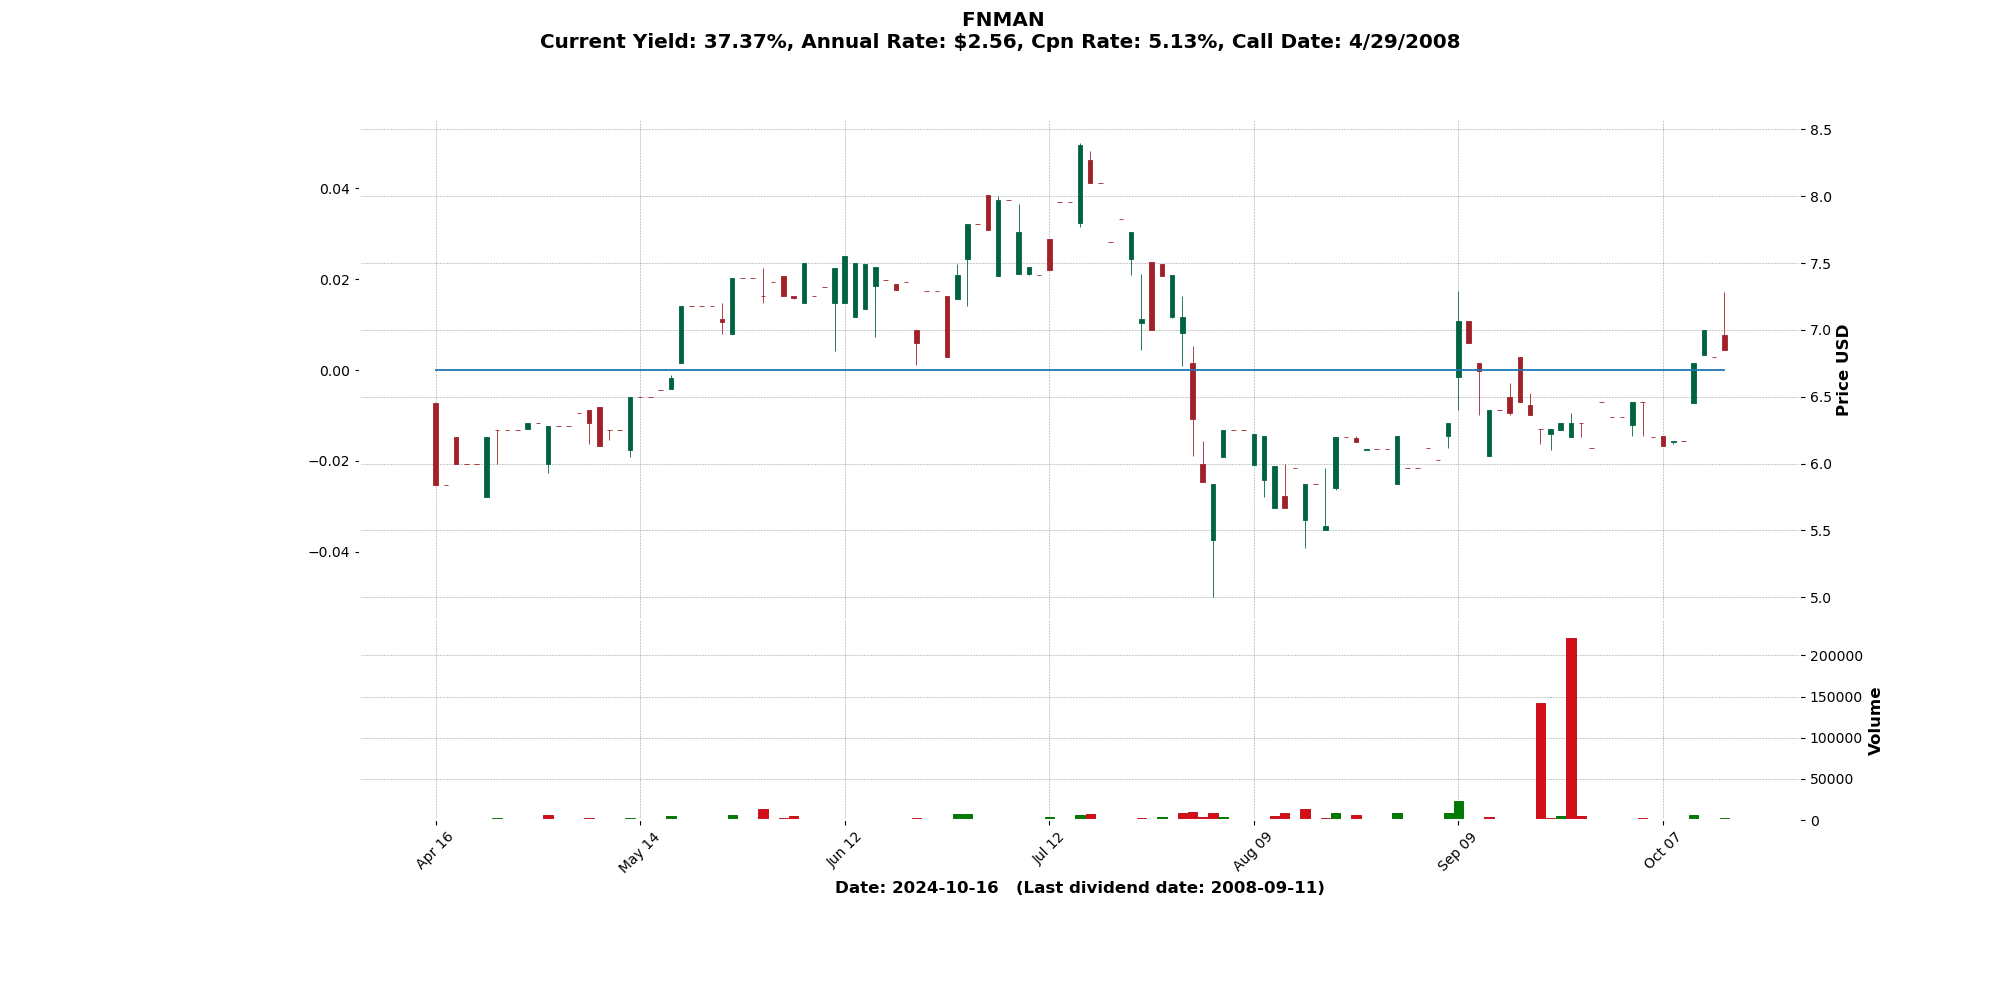 FNMAN
Current Yield: 37.37%, Annual Rate: $2.56, Cpn Rate: 5.13%, Call Date: 4/29/2008
0.04
0.02
0.00
−0.02
−0.04
8.5
8.0
7.5
7.0
6.5
6.0
5.5
5.0
Price USD
200000
150000
100000
50000
0
Volume
Apr 16
May 14
Jun 12
Jul 12
Aug 09
Sep 09
Oct 07
Date: 2024-10-16 (Last dividend date: 2008-09-11)